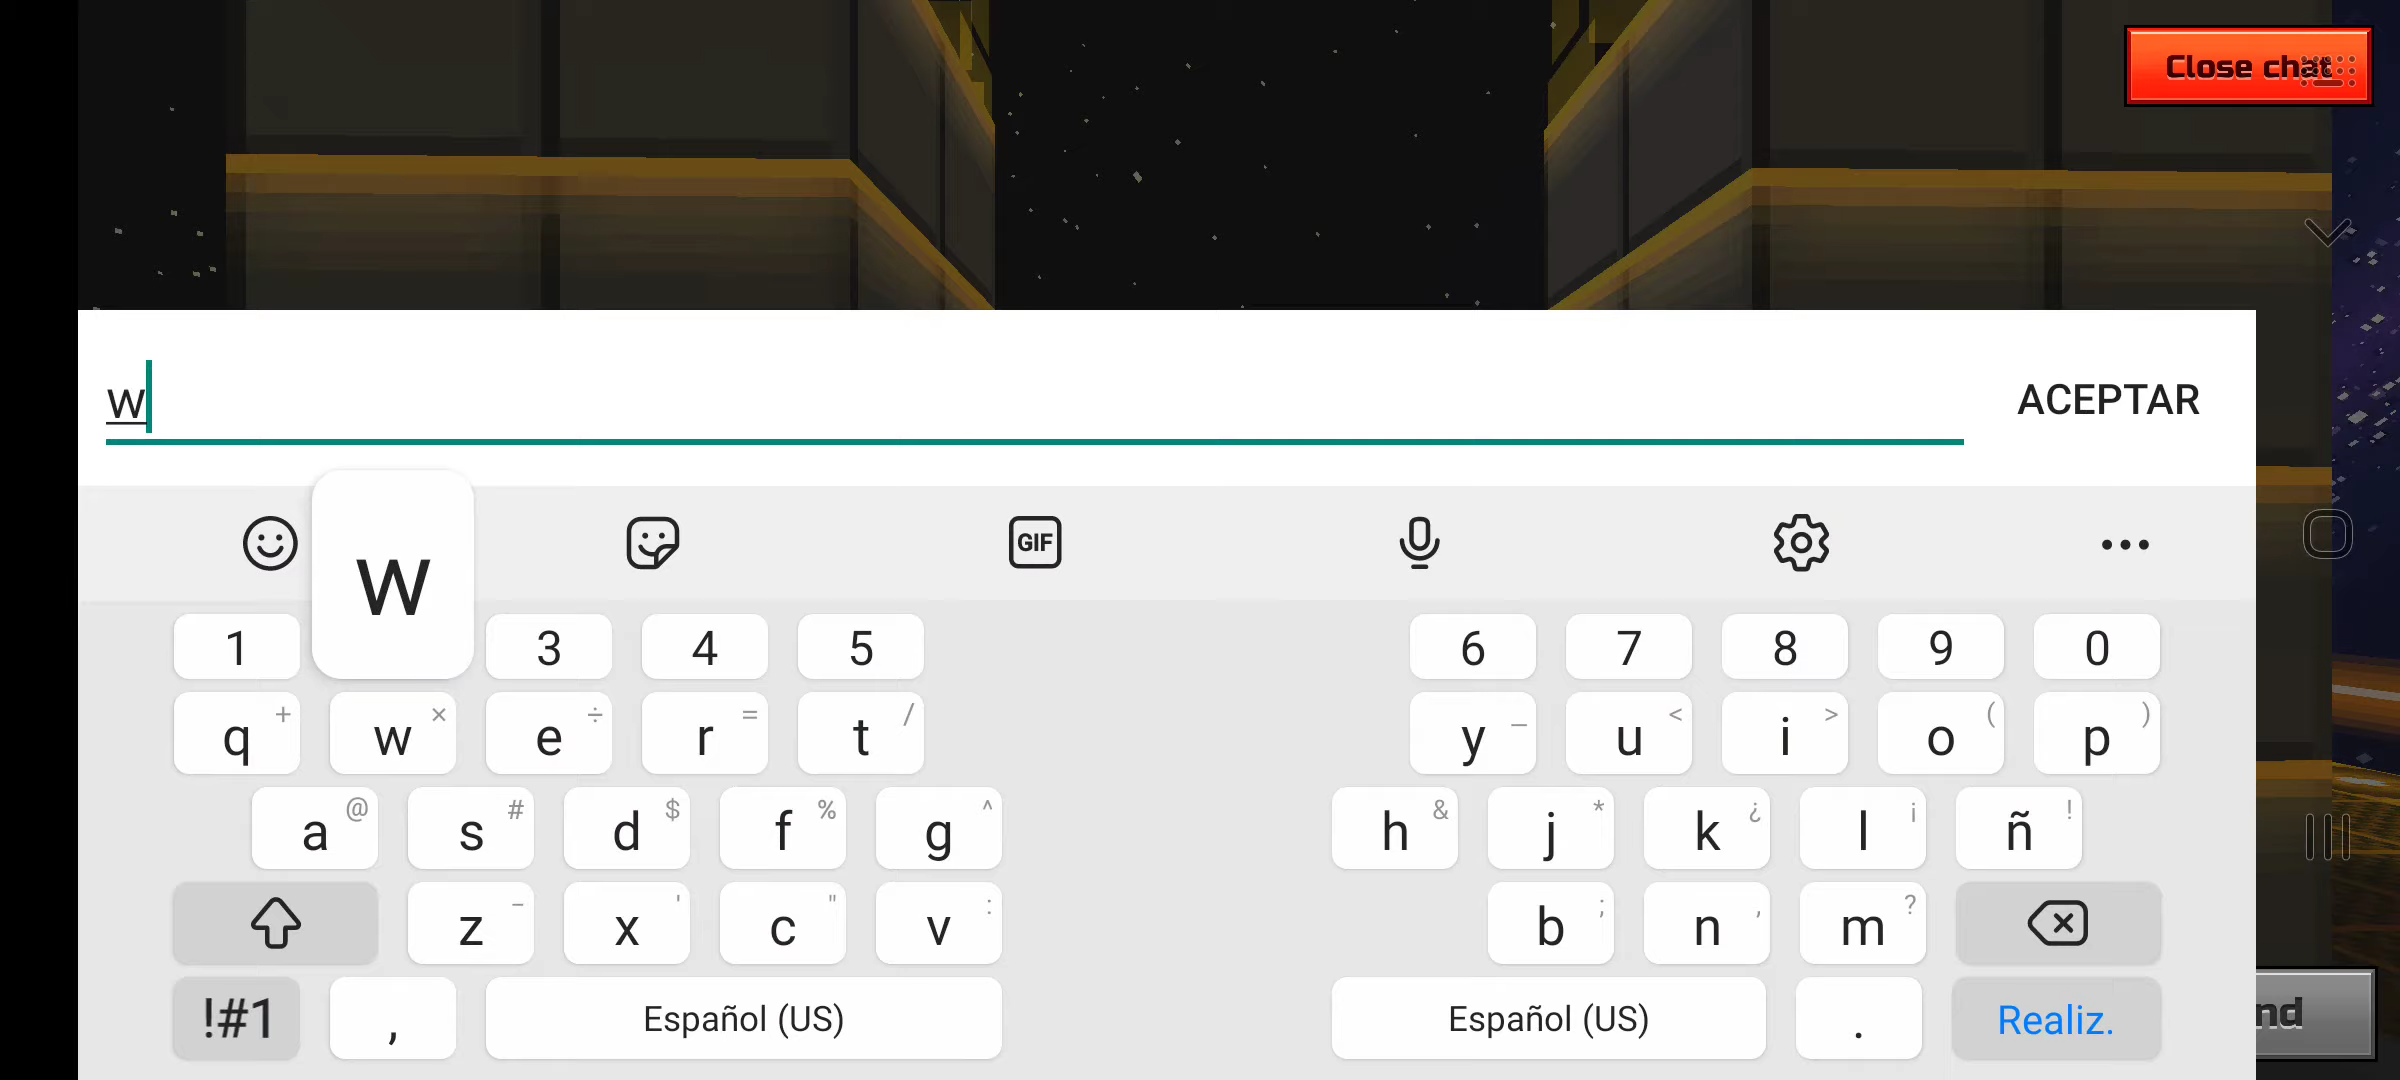 Close chat
w
ACEPTAR
w
GIF
1 3 4 5 6 7 8 9 0
q + w × e ÷ r = t / y _ u < i > o ( p )
a @ s # d $ f % g ^ h & j * k ¿ l ¡ ñ !
z - x ' c " v : b ; n , m ?
!#1 , Español (US) Español (US) . Realiz. nd